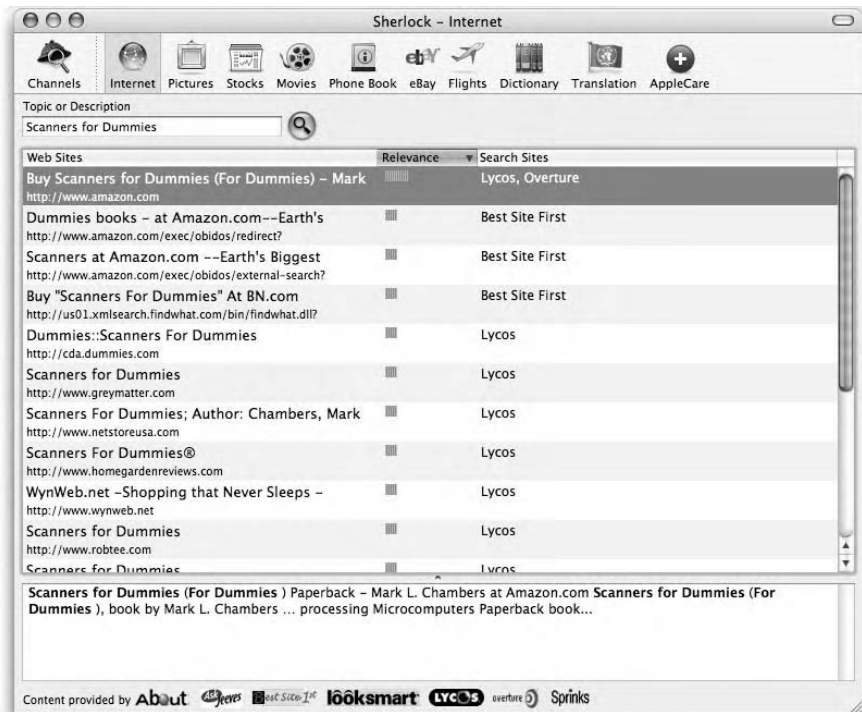 Sherlock – Internet
Channels Internet Pictures Stocks Movies Phone Book eBay Flights Dictionary Translation AppleCare
Topic or Description
Scanners for Dummies
Web Sites Relevance Search Sites
Buy Scanners for Dummies (For Dummies) – Mark Lycos, Overture
http://www.amazon.com
Dummies books – at Amazon.com--Earth's Best Site First
http://www.amazon.com/exec/obidos/redirect?
Scanners at Amazon.com --Earth's Biggest Best Site First
http://www.amazon.com/exec/obidos/external-search?
Buy "Scanners For Dummies" At BN.com Best Site First
http://us01.xmlsearch.findwhat.com/bin/findwhat.dll?
Dummies::Scanners For Dummies Lycos
http://cda.dummies.com
Scanners for Dummies Lycos
http://www.greymatter.com
Scanners For Dummies; Author: Chambers, Mark Lycos
http://www.netstoreusa.com
Scanners For Dummies® Lycos
http://www.homegardenreviews.com
WynWeb.net –Shopping that Never Sleeps – Lycos
http://www.wynweb.net
Scanners for Dummies Lycos
http://www.robtee.com
Scanners for Dummies Lycos
Scanners for Dummies (For Dummies ) Paperback – Mark L. Chambers at Amazon.com Scanners for Dummies (For
Dummies ), book by Mark L. Chambers ... processing Microcomputers Paperback book...
Content provided by About Ask Jeeves Best Site 1st lööksmart LYCOS overture Sprinks